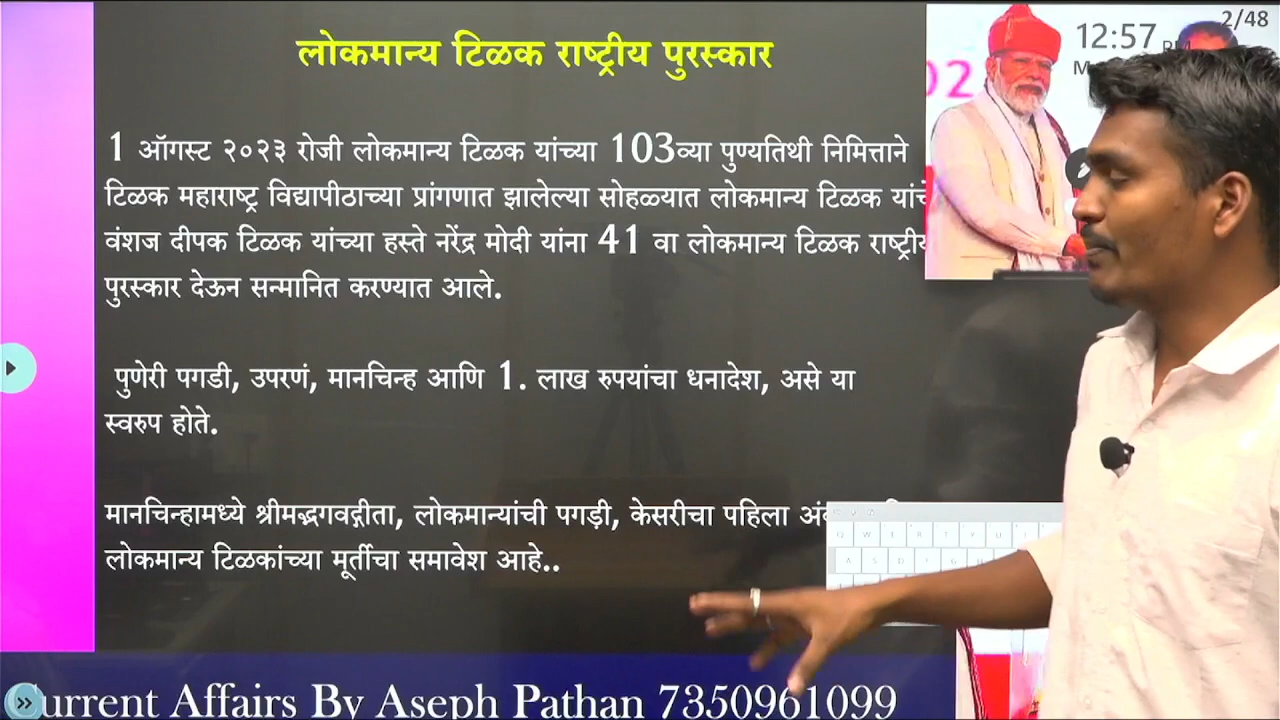 लोकमान्य टिळक राष्ट्रीय पुरस्कार
2/48
12:57
1 ऑगस्ट २०२३ रोजी लोकमान्य टिळक यांच्या 103व्या पुण्यतिथी निमित्ताने
टिळक महाराष्ट्र विद्यापीठाच्या प्रांगणात झालेल्या सोहळ्यात लोकमान्य टिळक
वंशज दीपक टिळक यांच्या हस्ते नरेंद्र मोदी यांना 41 वा लोकमान्य टिळक राष्ट्रीय
पुरस्कार देऊन सन्मानित करण्यात आले.
पुणेरी पगडी, उपरणं, मानचिन्ह आणि 1. लाख रुपयांचा धनादेश, असे या
स्वरुप होते.
मानचिन्हामध्ये श्रीमद्भगवद्गीता, लोकमान्यांची पगड़ी, केसरीचा पहिला
लोकमान्य टिळकांच्या मूर्तीचा समावेश आहे..
Current Affairs By Aseph Pathan 7350961099